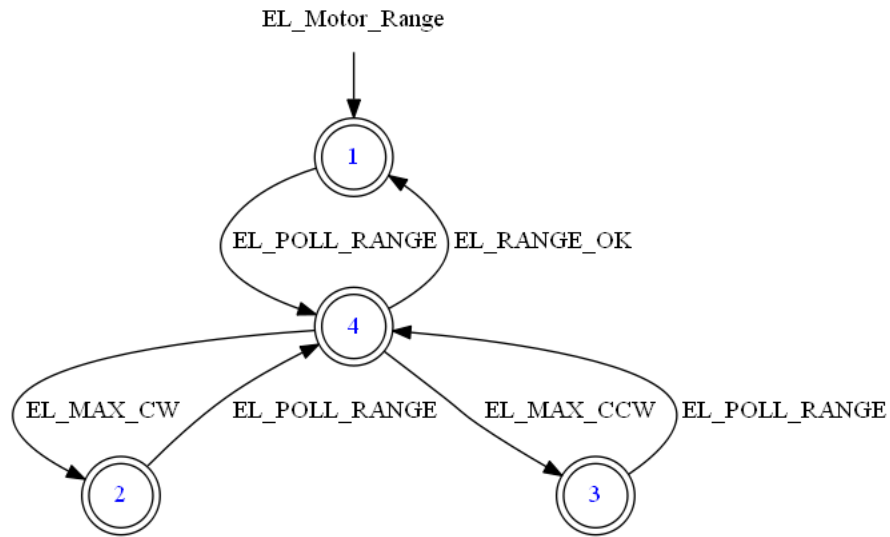 EL_Motor_Range
1
EL_POLL_RANGE EL_RANGE_OK
4
EL_MAX_CW EL_POLL_RANGE EL_MAX_CCW EL_POLL_RANGE
2 3